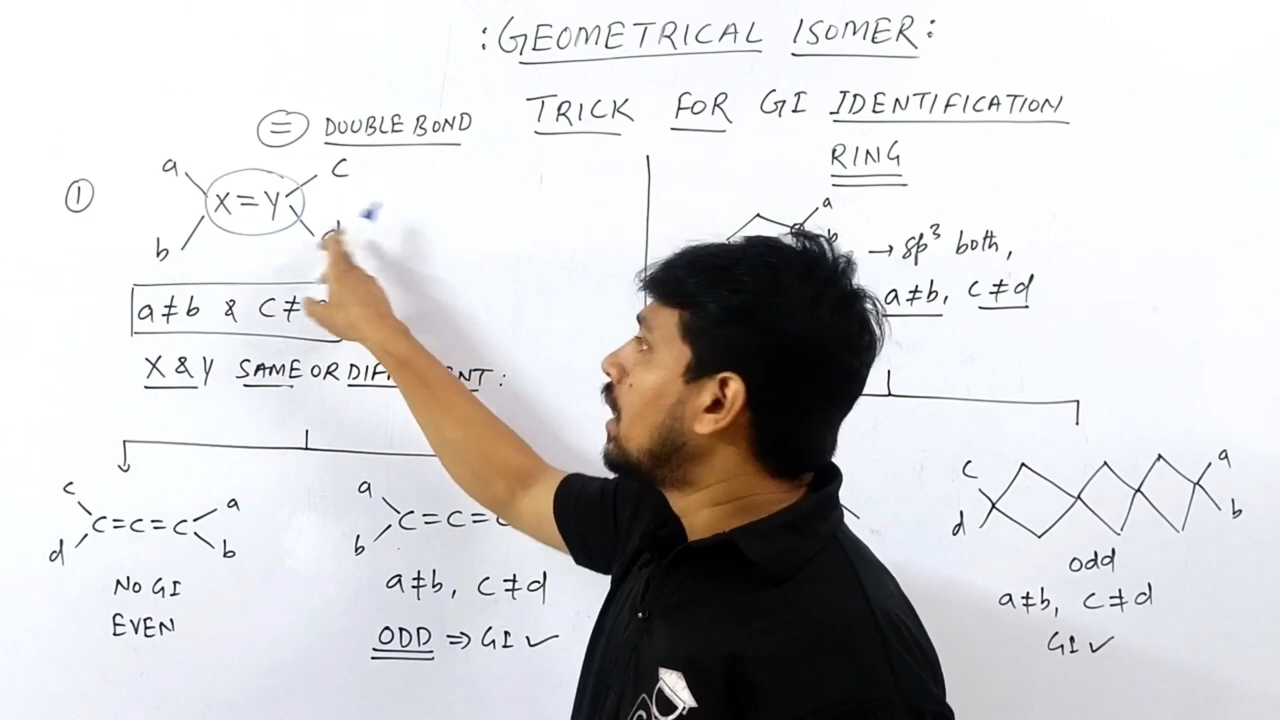 : GEOMETRICAL ISOMER :
TRICK FOR GI IDENTIFICATION
= DOUBLE BOND
RING
1
a
c
X=Y
b
d
a≠b & c≠
X & Y SAME OR DIFFERENT :
c
a
C=C=C
d
b
NO GI
EVEN
a
C=C=C
b
a≠b, c≠d
ODD ⇒ GI ✓
a
b
→ sp³ both,
a≠b, c≠d
c
a
d
b
odd
a≠b, c≠d
GI ✓